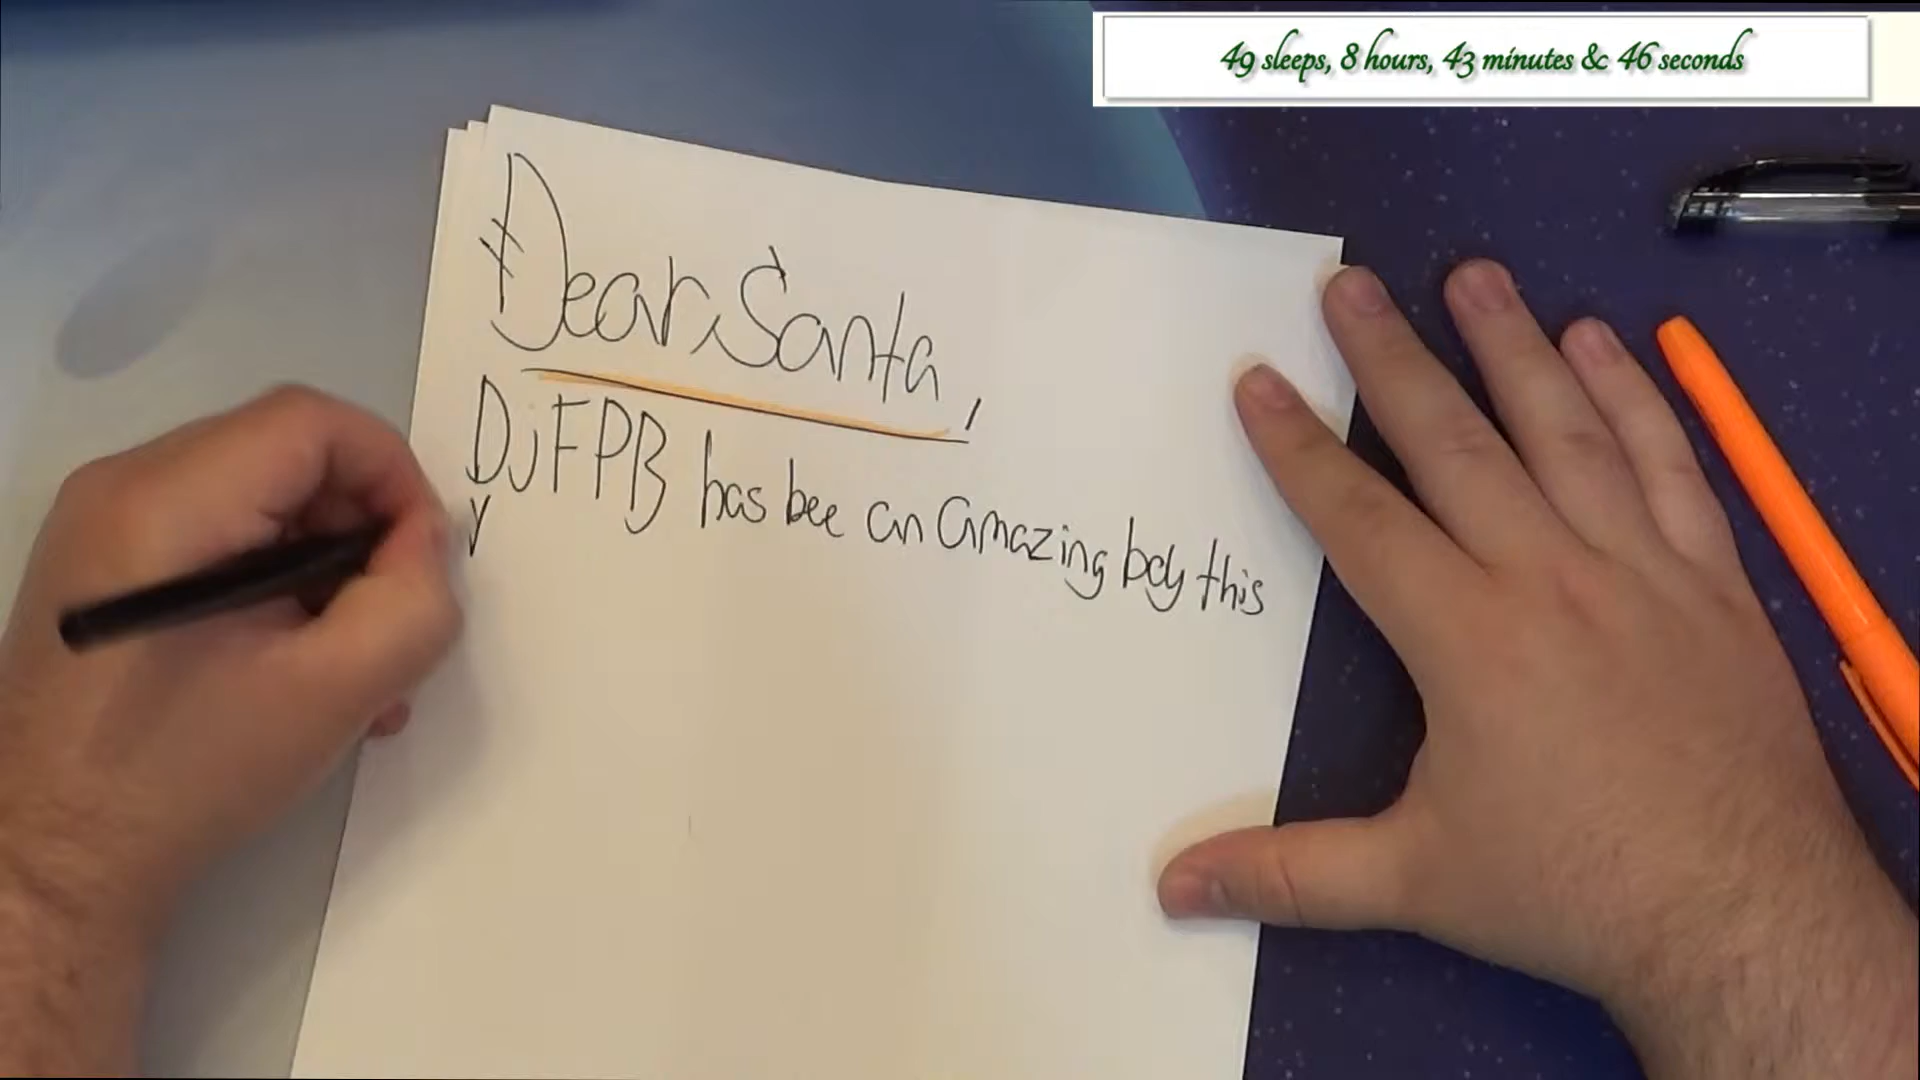 49 sleeps, 8 hours, 43 minutes & 46 seconds
Dear Santa,
DjFPB has bee an amazing boy this
y